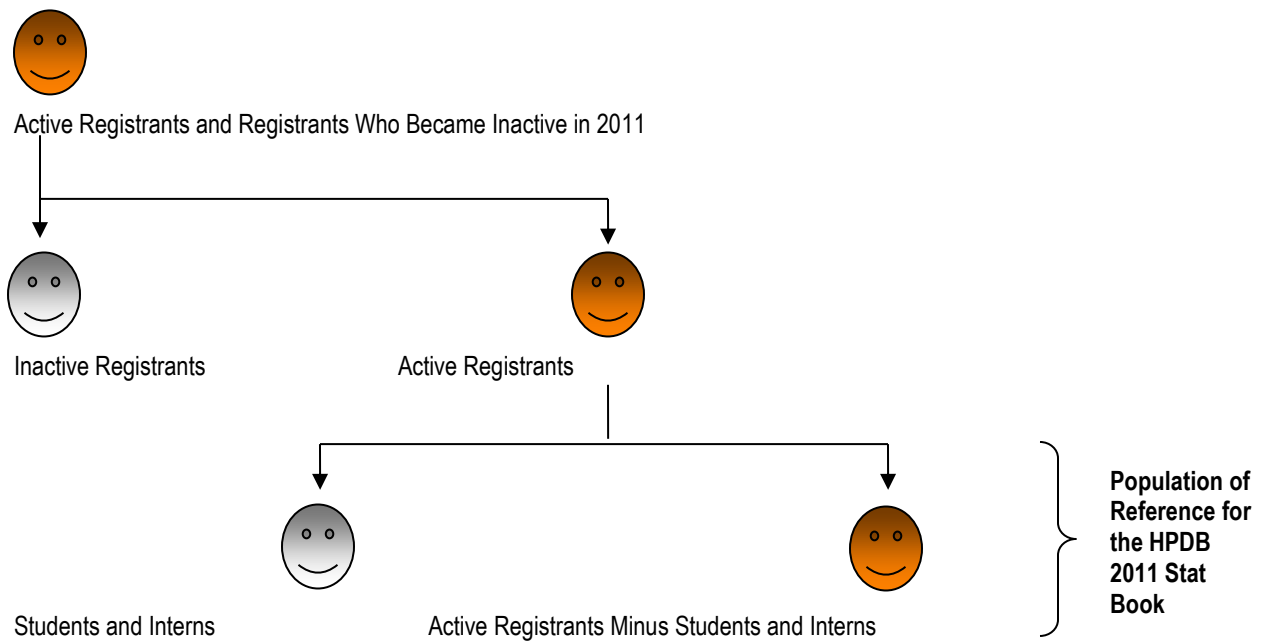 Active Registrants and Registrants Who Became Inactive in 2011
Inactive Registrants
Active Registrants
Population of
Reference for
the HPDB
2011 Stat
Book
Students and Interns
Active Registrants Minus Students and Interns